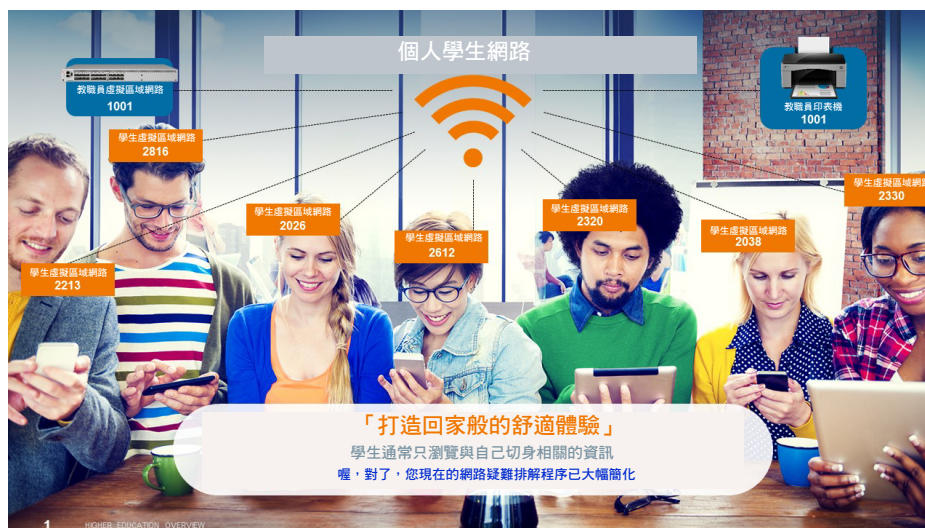 個人學生網路
教職員虛擬區域網路
1001
教職員印表機
1001
學生虛擬區域網路
2816
學生虛擬區域網路
2330
學生虛擬區域網路
2026
學生虛擬區域網路
2320
學生虛擬區域網路
2612
學生虛擬區域網路
2038
學生虛擬區域網路
2213
「打造回家般的舒適體驗」
學生通常只瀏覽與自己切身相關的資訊
喔，對了，您現在的網路疑難排解程序已大幅簡化
1 HIGHER EDUCATION OVERVIEW